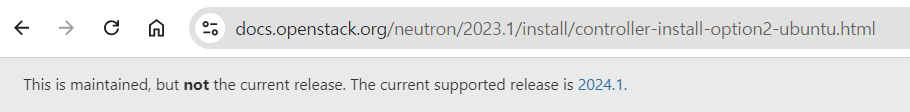 docs.openstack.org/neutron/2023.1/install/controller-install-option2-ubuntu.html
This is maintained, but not the current release. The current supported release is 2024.1.